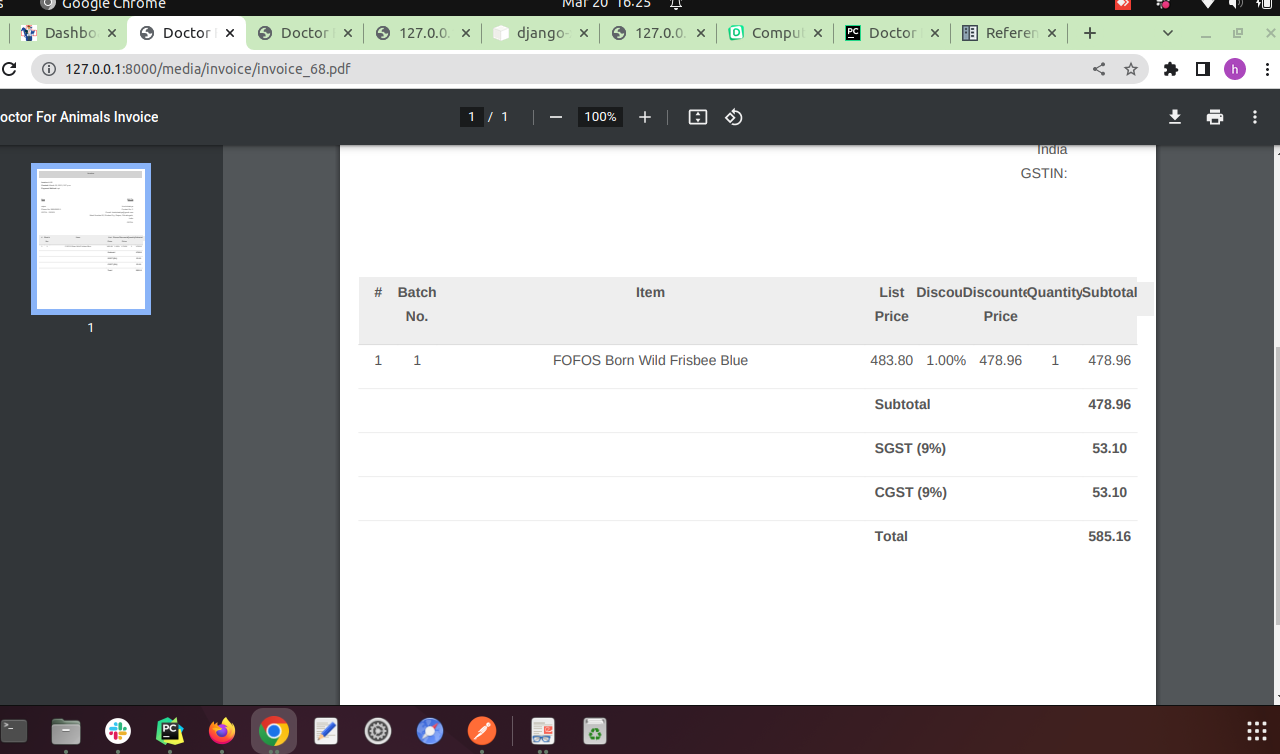 Google Chrome
Mar 20 16:25
Dashbo
Doctor
Doctor
127.0.0.
django-
127.0.0.
Comput
Doctor
Referen
127.0.0.1:8000/media/invoice/invoice_68.pdf
h
octor For Animals Invoice
1 / 1
100%
India
GSTIN:
# Batch Item List Discou Discounte Quantity Subtotal
No. Price Price
1 1 FOFOS Born Wild Frisbee Blue 483.80 1.00% 478.96 1 478.96
Subtotal 478.96
SGST (9%) 53.10
CGST (9%) 53.10
Total 585.16
1
PC